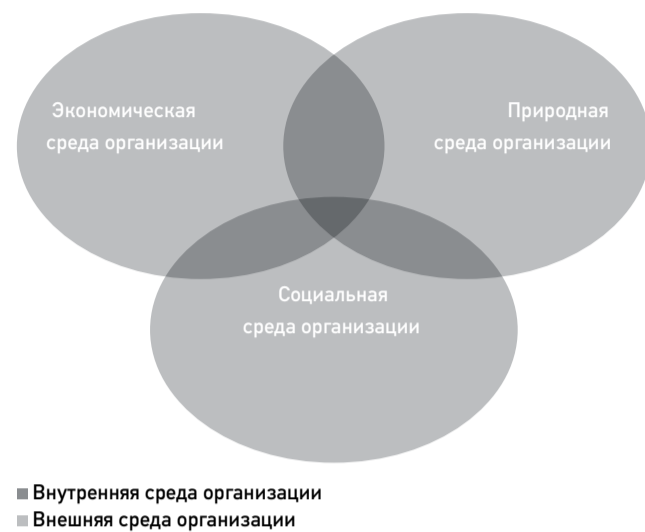 Экономическая
среда организации
Природная
среда организации
Социальная
среда организации
Внутренняя среда организации
Внешняя среда организации